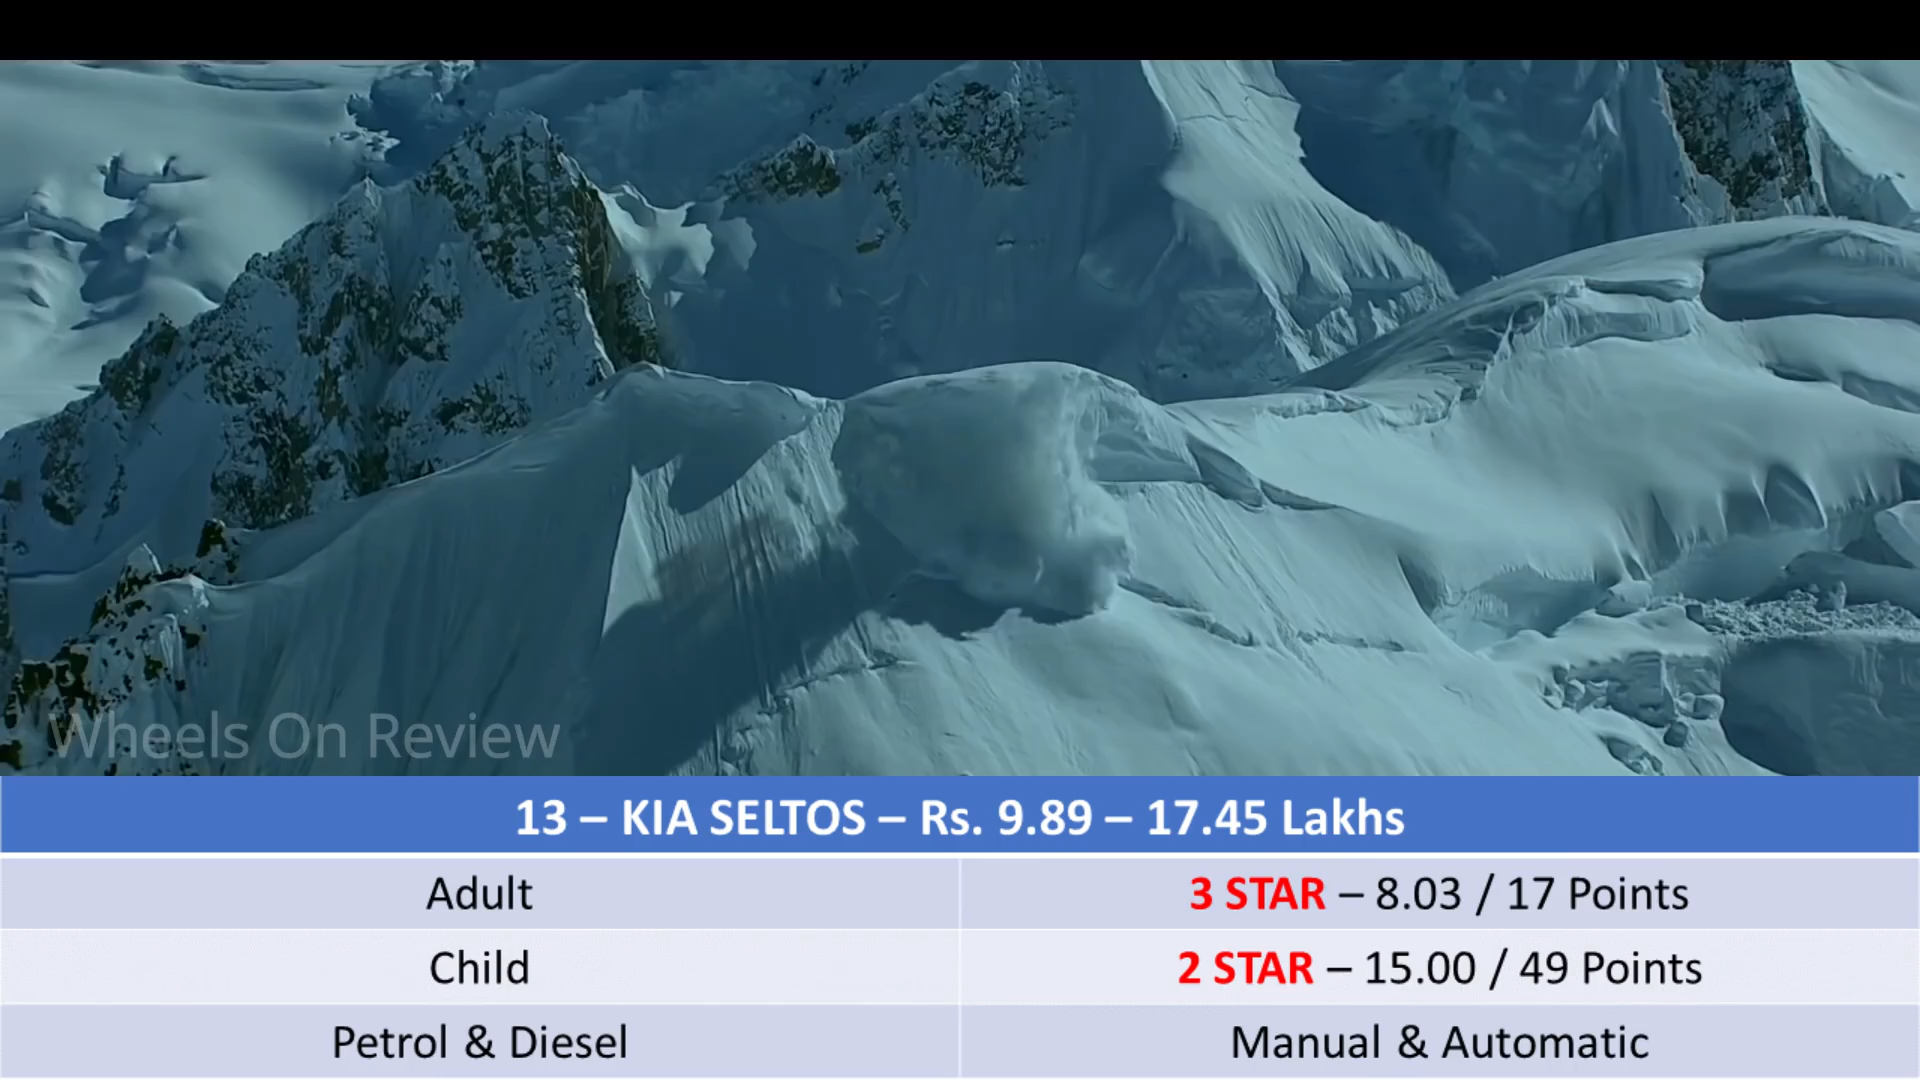 Wheels On Review
13 – KIA SELTOS – Rs. 9.89 – 17.45 Lakhs
Adult 3 STAR – 8.03 / 17 Points
Child 2 STAR – 15.00 / 49 Points
Petrol & Diesel Manual & Automatic